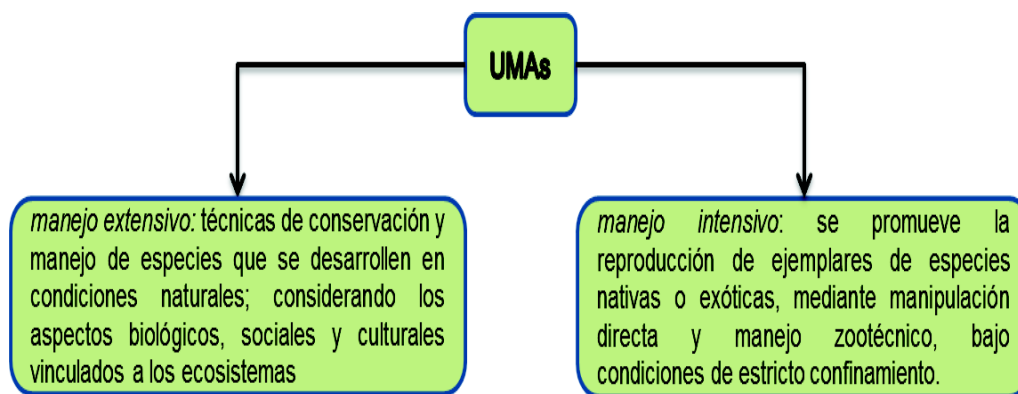 UMAs
manejo extensivo: técnicas de conservación y
manejo de especies que se desarrollen en
condiciones naturales; considerando los
aspectos biológicos, sociales y culturales
vinculados a los ecosistemas
manejo intensivo: se promueve la
reproducción de ejemplares de especies
nativas o exóticas, mediante manipulación
directa y manejo zootécnico, bajo
condiciones de estricto confinamiento.